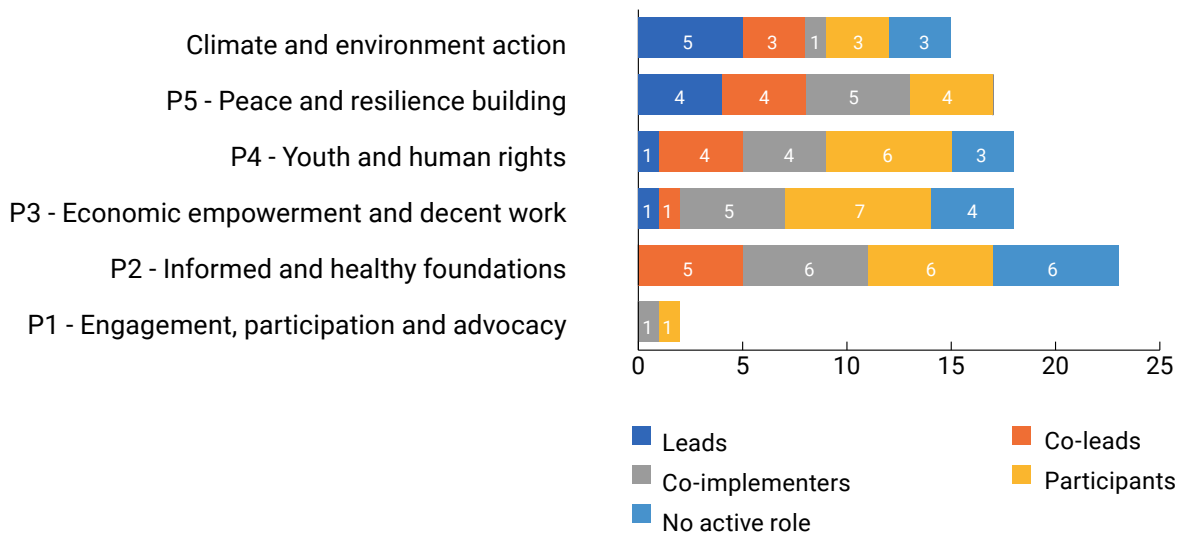 Climate and environment action
5 3 1 3 3
P5 - Peace and resilience building
4 4 5 4
P4 - Youth and human rights
1 4 4 6 3
P3 - Economic empowerment and decent work
1 1 5 7 4
P2 - Informed and healthy foundations
5 6 6 6
P1 - Engagement, participation and advocacy
1 1
0 5 10 15 20 25
Leads
Co-leads
Co-implementers
Participants
No active role